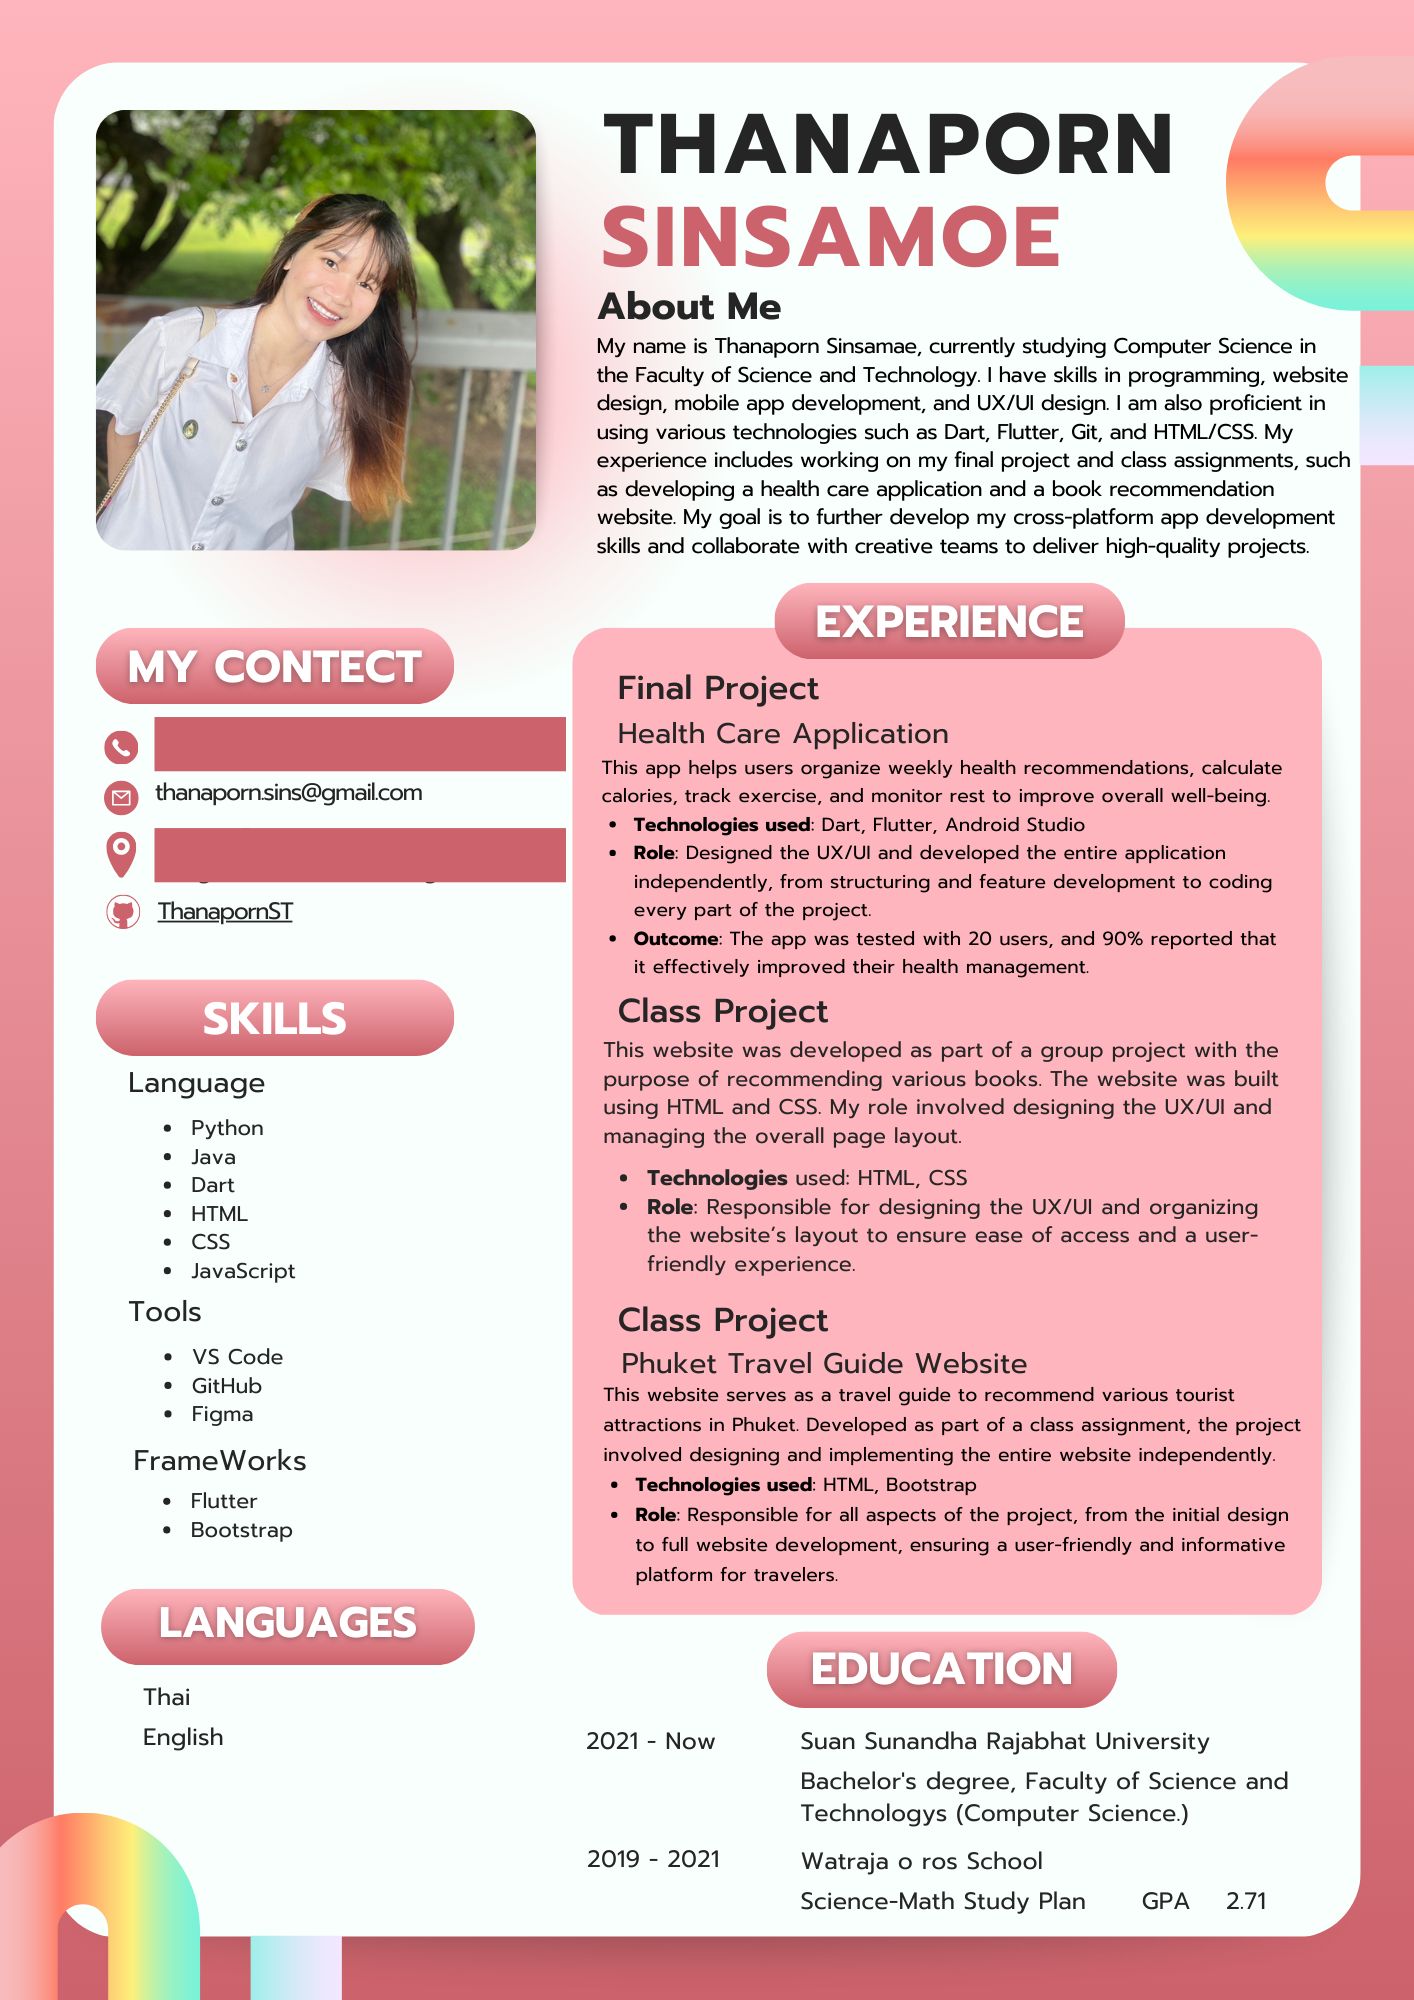 THANAPORN
SINSAMOE
About Me
My name is Thanaporn Sinsamae, currently studying Computer Science in
the Faculty of Science and Technology. I have skills in programming, website
design, mobile app development, and UX/UI design. I am also proficient in
using various technologies such as Dart, Flutter, Git, and HTML/CSS. My
experience includes working on my final project and class assignments, such
as developing a health care application and a book recommendation
website. My goal is to further develop my cross-platform app development
skills and collaborate with creative teams to deliver high-quality projects.
MY CONTECT
thanaporn.sins@gmail.com
ThanapornST
SKILLS
Language
• Python
• Java
• Dart
• HTML
• CSS
• JavaScript
Tools
• VS Code
• GitHub
• Figma
FrameWorks
• Flutter
• Bootstrap
LANGUAGES
Thai
English
EXPERIENCE
Final Project
Health Care Application
This app helps users organize weekly health recommendations, calculate
calories, track exercise, and monitor rest to improve overall well-being.
• Technologies used: Dart, Flutter, Android Studio
• Role: Designed the UX/UI and developed the entire application
independently, from structuring and feature development to coding
every part of the project.
• Outcome: The app was tested with 20 users, and 90% reported that
it effectively improved their health management.
Class Project
This website was developed as part of a group project with the
purpose of recommending various books. The website was built
using HTML and CSS. My role involved designing the UX/UI and
managing the overall page layout.
• Technologies used: HTML, CSS
• Role: Responsible for designing the UX/UI and organizing
the website’s layout to ensure ease of access and a user-
friendly experience.
Class Project
Phuket Travel Guide Website
This website serves as a travel guide to recommend various tourist
attractions in Phuket. Developed as part of a class assignment, the project
involved designing and implementing the entire website independently.
• Technologies used: HTML, Bootstrap
• Role: Responsible for all aspects of the project, from the initial design
to full website development, ensuring a user-friendly and informative
platform for travelers.
EDUCATION
2021 - Now Suan Sunandha Rajabhat University
Bachelor's degree, Faculty of Science and
Technologys (Computer Science.)
2019 - 2021 Watraja o ros School
Science-Math Study Plan GPA 2.71